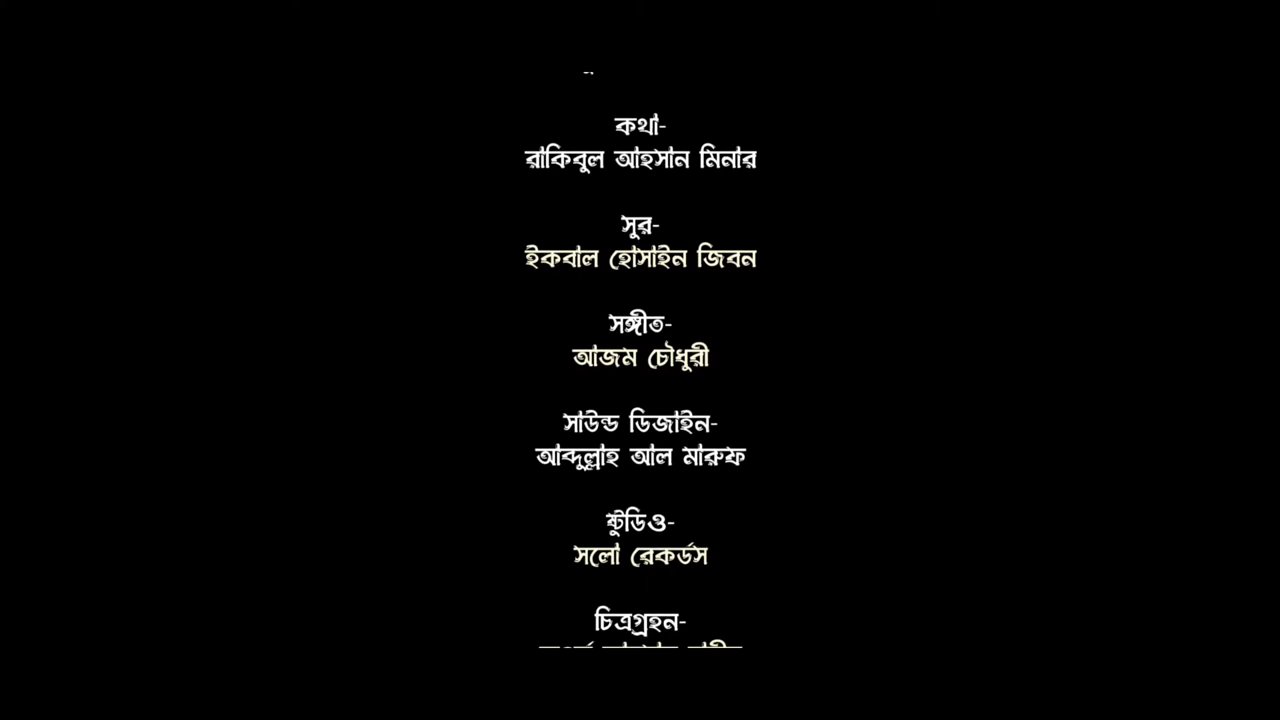 কথা-
রাকিবুল আহসান মিনার
সুর-
ইকবাল হোসাইন জিবন
সঙ্গীত-
আজম চৌধুরী
সাউন্ড ডিজাইন-
আব্দুল্লাহ আল মারুফ
ষ্টুডিও-
সলো রেকর্ডস
চিত্রগ্রহন-